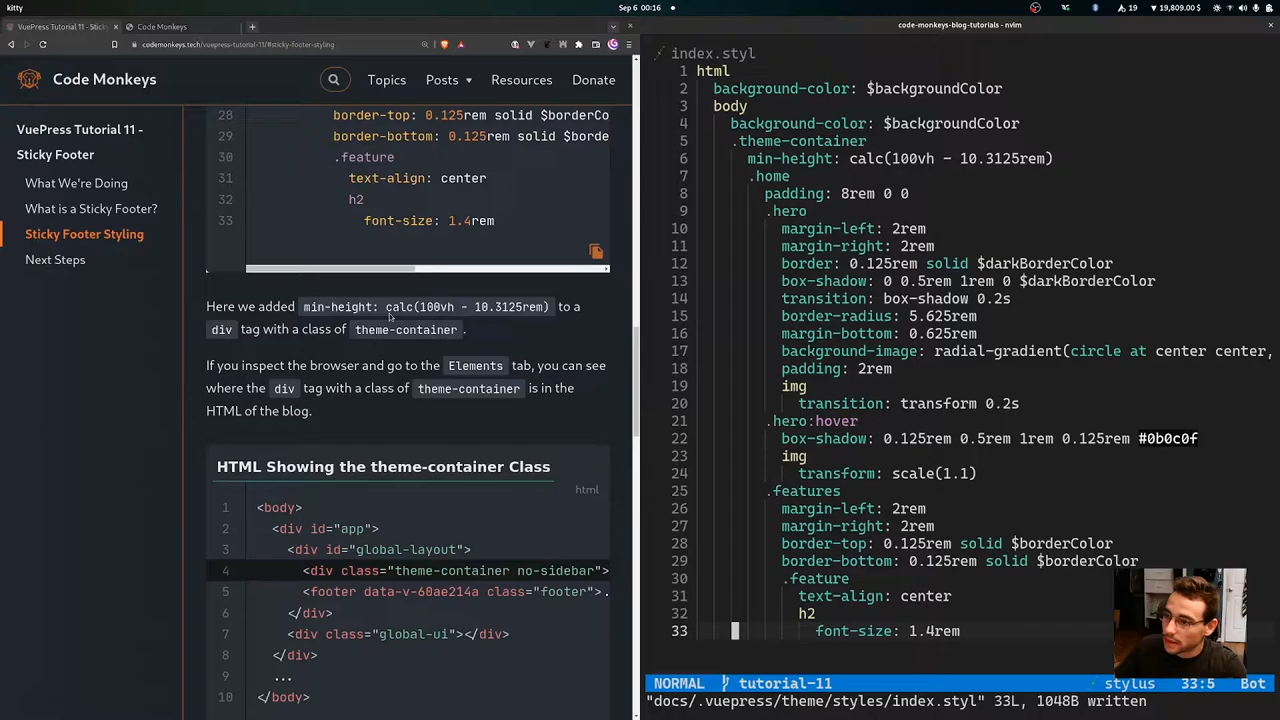 kitty
Sep 6 00:16
19
19,809.00
VuePress Tutorial 11 - Stick
Code Monkeys
codemonkeys.tech/vuepress-tutorial-11/#sticky-footer-styling
Code Monkeys
Topics
Posts
Resources
Donate
VuePress Tutorial 11 -
Sticky Footer
What We're Doing
What is a Sticky Footer?
Sticky Footer Styling
Next Steps
28 border-top: 0.125rem solid $borderCo
29 border-bottom: 0.125rem solid $borde
30 .feature
31 text-align: center
32 h2
33 font-size: 1.4rem
Here we added min-height: calc(100vh - 10.3125rem) to a
div tag with a class of theme-container.
If you inspect the browser and go to the Elements tab, you can see
where the div tag with a class of theme-container is in the
HTML of the blog.
HTML Showing the theme-container Class
html
1 <body>
2 <div id="app">
3 <div id="global-layout">
4 <div class="theme-container no-sidebar">
5 <footer data-v-60ae214a class="footer">.
6 </div>
7 <div class="global-ui"></div>
8 </div>
9 ...
10 </body>
code-monkeys-blog-tutorials - nvim
index.styl
1 html
2 background-color: $backgroundColor
3 body
4 background-color: $backgroundColor
5 .theme-container
6 min-height: calc(100vh - 10.3125rem)
7 .home
8 padding: 8rem 0 0
9 .hero
10 margin-left: 2rem
11 margin-right: 2rem
12 border: 0.125rem solid $darkBorderColor
13 box-shadow: 0 0.5rem 1rem 0 $darkBorderColor
14 transition: box-shadow 0.2s
15 border-radius: 5.625rem
16 margin-bottom: 0.625rem
17 background-image: radial-gradient(circle at center center,
18 padding: 2rem
19 img
20 transition: transform 0.2s
21 .hero:hover
22 box-shadow: 0.125rem 0.5rem 1rem 0.125rem #0b0c0f
23 img
24 transform: scale(1.1)
25 .features
26 margin-left: 2rem
27 margin-right: 2rem
28 border-top: 0.125rem solid $borderColor
29 border-bottom: 0.125rem solid $borderColor
30 .feature
31 text-align: center
32 h2
33 font-size: 1.4rem
NORMAL tutorial-11 stylus 33:5 Bot
"docs/.vuepress/theme/styles/index.styl" 33L, 1048B written